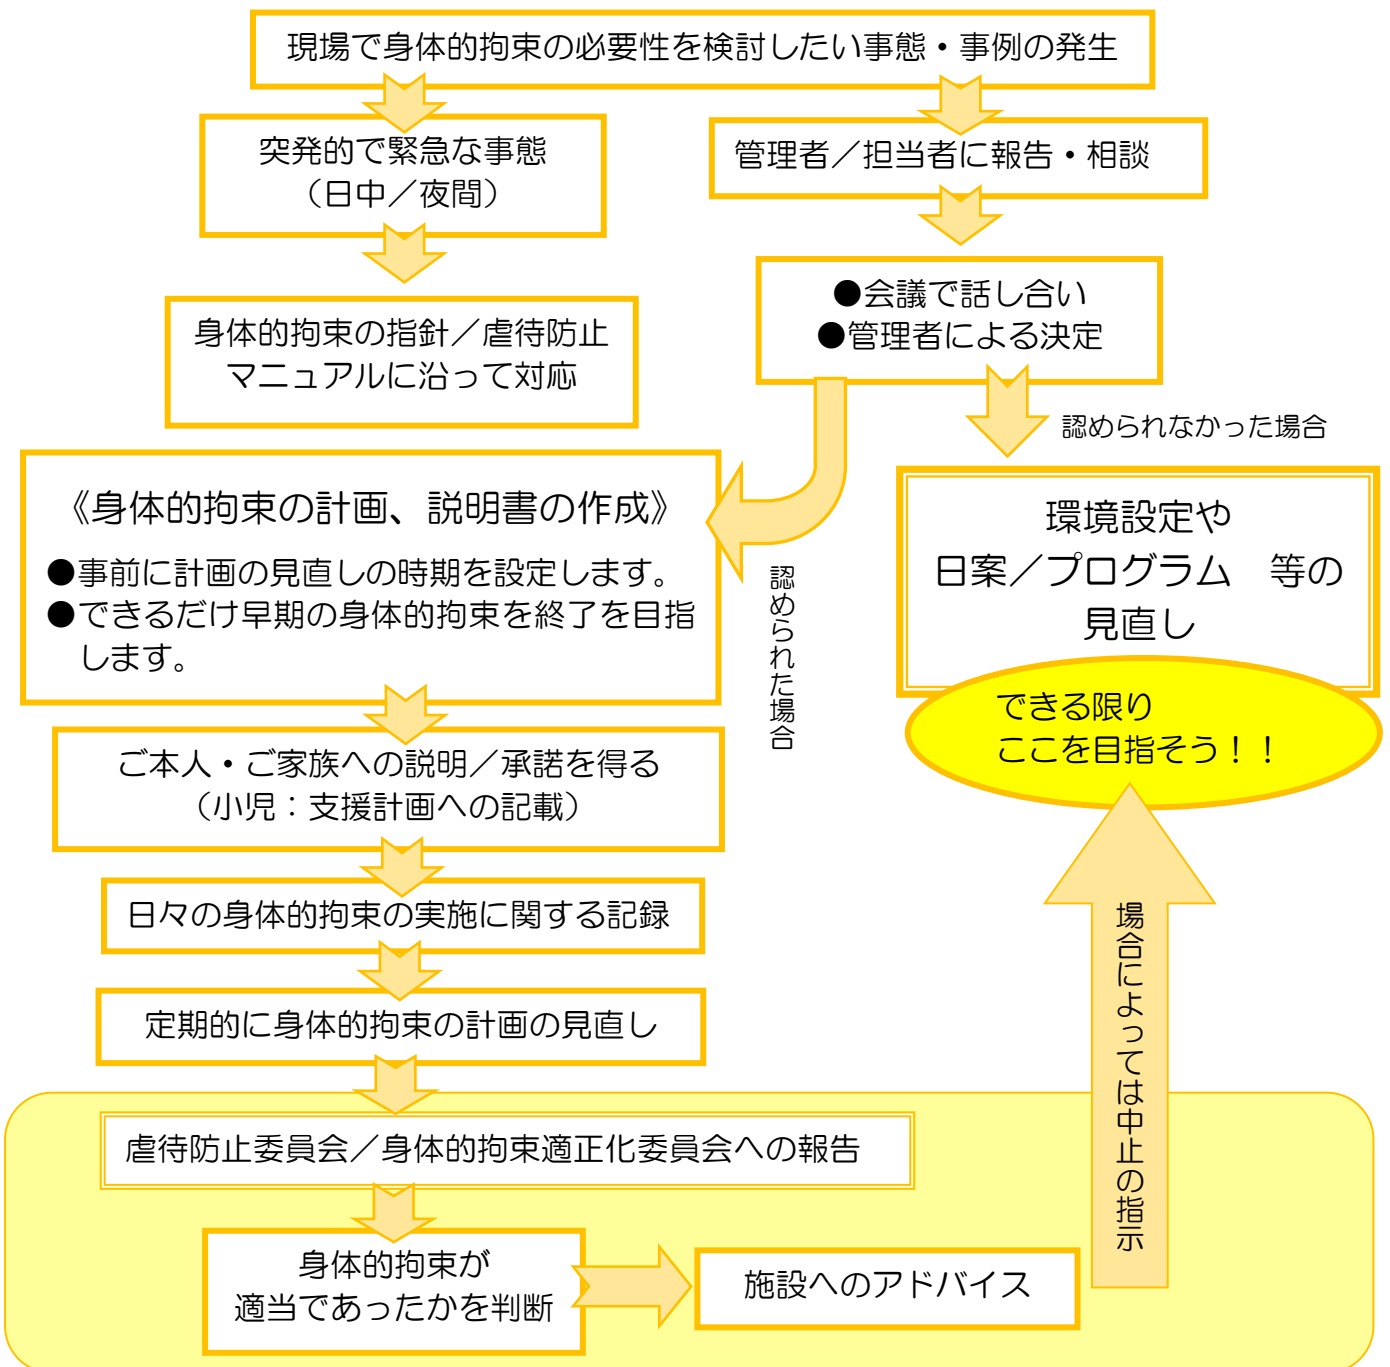 現場で身体的拘束の必要性を検討したい事態・事例の発生
突発的で緊急な事態
（日中／夜間）
管理者／担当者に報告・相談
身体的拘束の指針／虐待防止
マニュアルに沿って対応
●会議で話し合い
●管理者による決定
認められなかった場合
認められた場合
《身体的拘束の計画、説明書の作成》
●事前に計画の見直しの時期を設定します。
●できるだけ早期の身体的拘束を終了を目指
します。
環境設定や
日案／プログラム　等の
見直し
できる限り
ここを目指そう！！
ご本人・ご家族への説明／承諾を得る
（小児：支援計画への記載）
日々の身体的拘束の実施に関する記録
定期的に身体的拘束の計画の見直し
虐待防止委員会／身体的拘束適正化委員会への報告
身体的拘束が
適当であったかを判断
施設へのアドバイス
場合によっては中止の指示